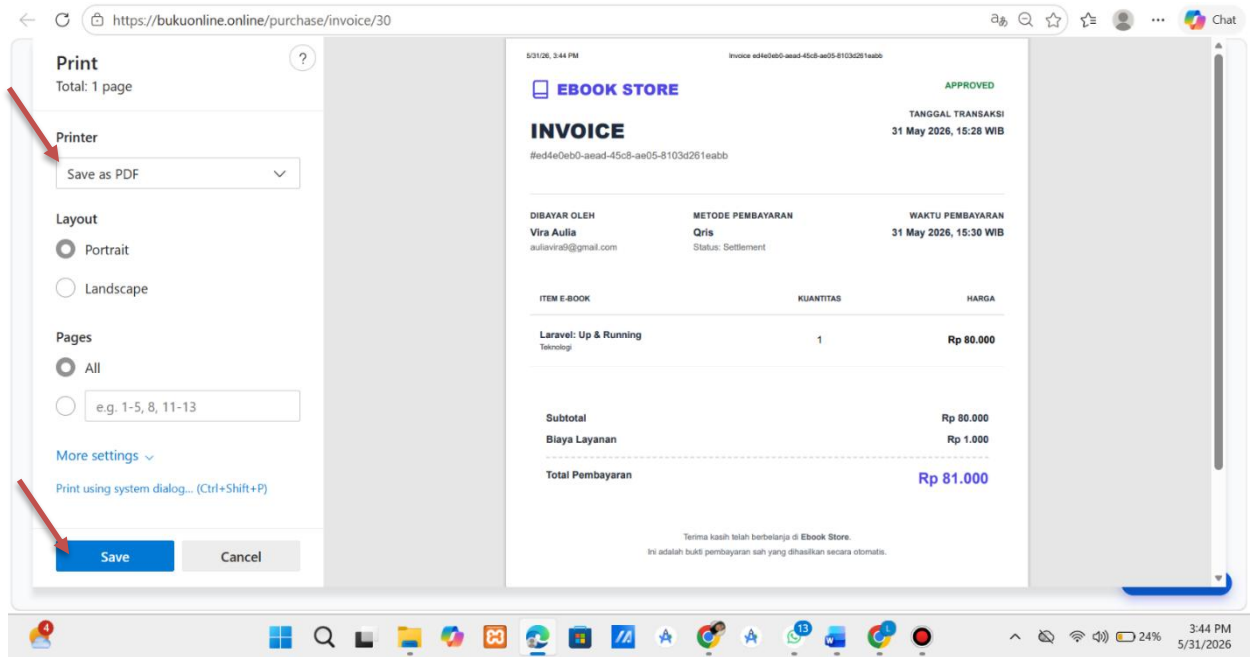 https://bukuonline.online/purchase/invoice/30
Chat
Print
Total: 1 page
?
Printer
Save as PDF
Layout
Portrait
Landscape
Pages
All
e.g. 1-5, 8, 11-13
More settings
Print using system dialog... (Ctrl+Shift+P)
Save
Cancel
5/31/26, 3:44 PM
Invoice ed4e0eb0-aead-45c8-ae05-8103d261eabb
EBOOK STORE
APPROVED
INVOICE
#ed4e0eb0-aead-45c8-ae05-8103d261eabb
TANGGAL TRANSAKSI
31 May 2026, 15:28 WIB
DIBAYAR OLEH
Vira Aulia
auliavira9@gmail.com
METODE PEMBAYARAN
Qris
Status: Settlement
WAKTU PEMBAYARAN
31 May 2026, 15:30 WIB
ITEM E-BOOK KUANTITAS HARGA
Laravel: Up & Running 1 Rp 80.000
Teknologi
Subtotal Rp 80.000
Biaya Layanan Rp 1.000
Total Pembayaran Rp 81.000
Terima kasih telah berbelanja di Ebook Store.
Ini adalah bukti pembayaran sah yang dihasilkan secara otomatis.
4
13
24%
3:44 PM
5/31/2026